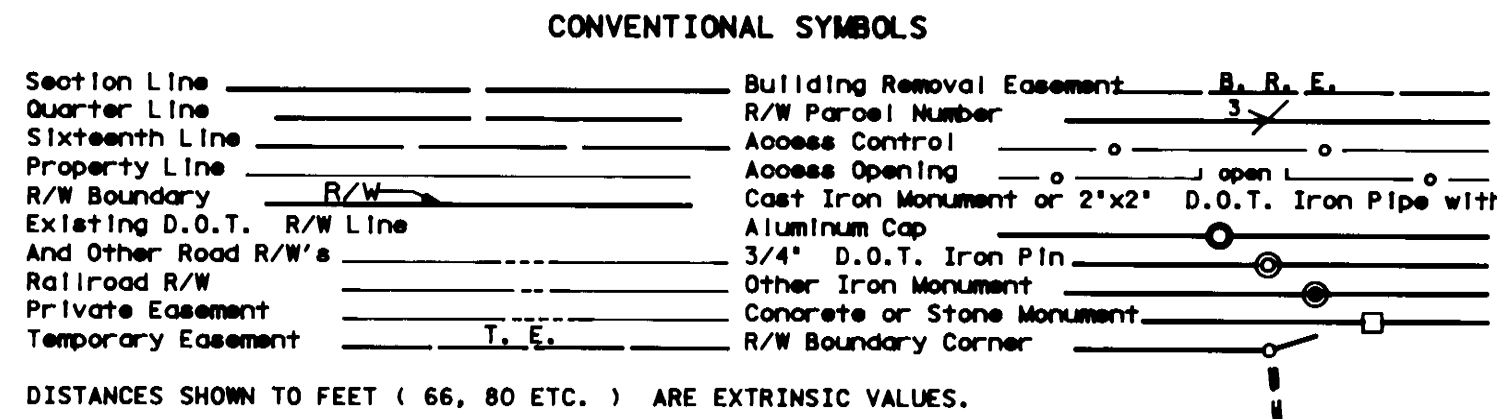 CONVENTIONAL SYMBOLS
Section Line
Quarter Line
Sixteenth Line
Property Line
R/W Boundary R/W
Existing D.O.T. R/W Line
And Other Road R/W's
Railroad R/W
Private Easement
Temporary Easement T. E.
Building Removal Easement B. R. E.
R/W Parcel Number 3
Access Control
Access Opening open
Cast Iron Monument or 2"x2" D.O.T. Iron Pipe with
Aluminum Cap
3/4" D.O.T. Iron Pin
Other Iron Monument
Concrete or Stone Monument
R/W Boundary Corner
DISTANCES SHOWN TO FEET ( 66, 80 ETC. ) ARE EXTRINSIC VALUES.